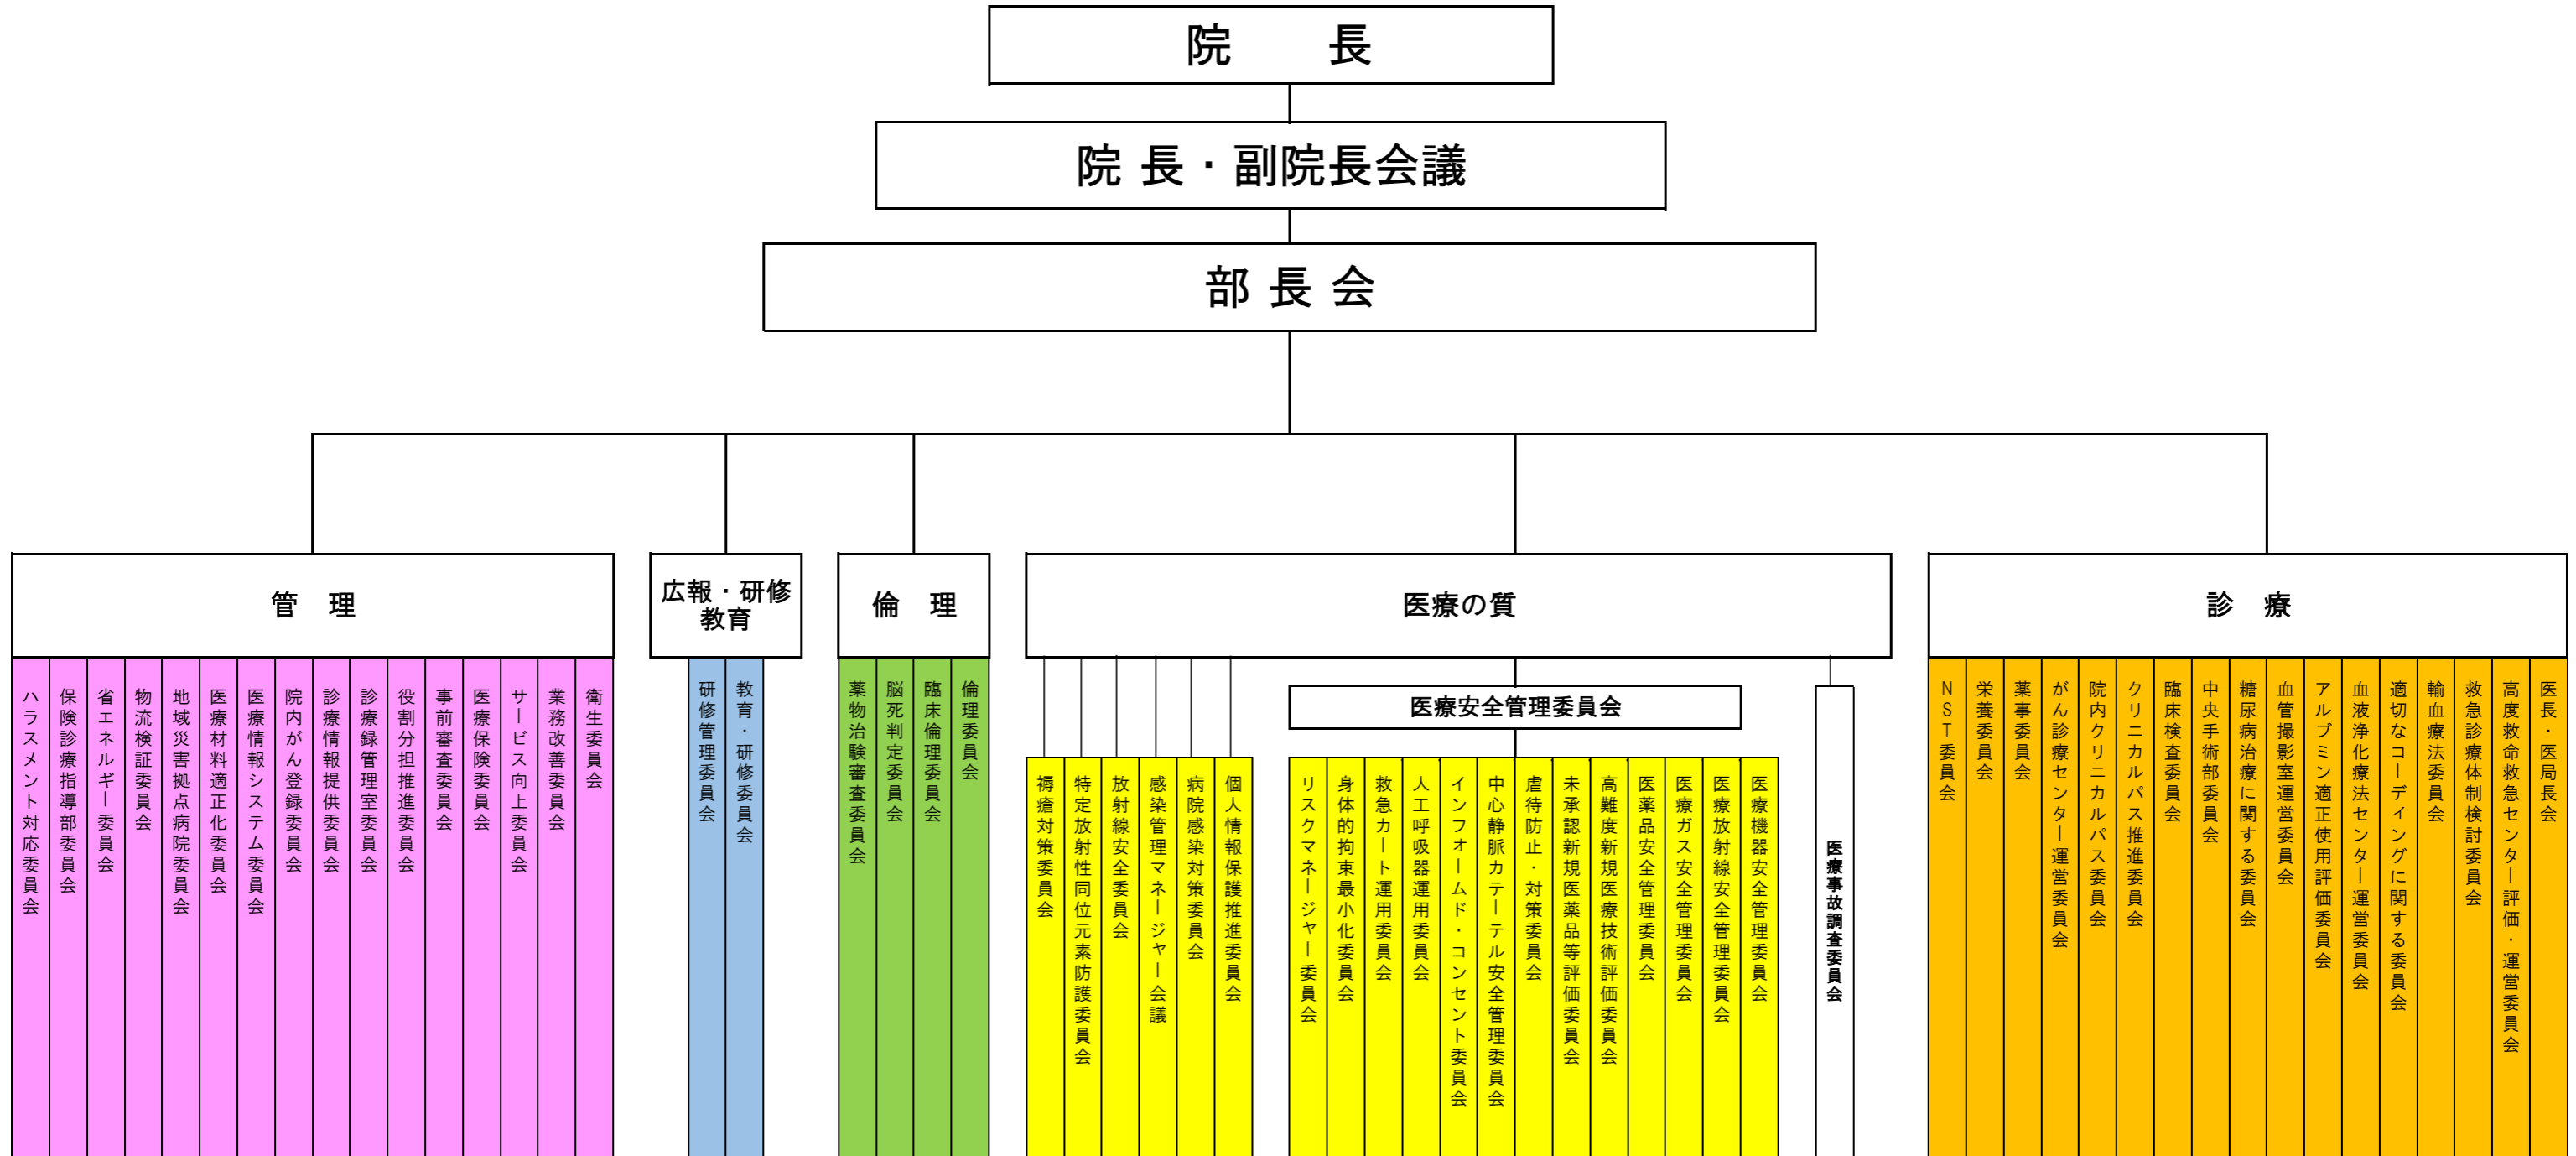 院　長
院 長・副院長会議
部 長 会
管　理
広報・研修
教育
倫　理
医療の質
診　療
ハラスメント対応委員会
保険診療指導部委員会
省エネルギー委員会
物流検証委員会
地域災害拠点病院委員会
医療材料適正化委員会
医療情報システム委員会
院内がん登録委員会
診療情報提供委員会
診療録管理室委員会
役割分担推進委員会
事前審査委員会
医療保険委員会
サービス向上委員会
業務改善委員会
衛生委員会
研修管理委員会
教育・研修委員会
薬物治験審査委員会
脳死判定委員会
臨床倫理委員会
倫理委員会
褥瘡対策委員会
特定放射性同位元素防護委員会
放射線安全委員会
感染管理マネージャー会議
病院感染対策委員会
個人情報保護推進委員会
医療安全管理委員会
リスクマネージャー委員会
身体的拘束最小化委員会
救急カート運用委員会
人工呼吸器運用委員会
インフォームド・コンセント委員会
中心静脈カテーテル安全管理委員会
虐待防止・対策委員会
未承認新規医薬品等評価委員会
高難度新規医療技術評価委員会
医薬品安全管理委員会
医療ガス安全管理委員会
医療放射線安全管理委員会
医療機器安全管理委員会
医療事故調査委員会
NST委員会
栄養委員会
薬事委員会
がん診療センター運営委員会
院内クリニカルパス委員会
クリニカルパス推進委員会
臨床検査委員会
中央手術部委員会
糖尿病治療に関する委員会
血管撮影室運営委員会
アルブミン適正使用評価委員会
血液浄化療法センター運営委員会
適切なコーディングに関する委員会
輸血療法委員会
救急診療体制検討委員会
高度救命救急センター評価・運営委員会
医長・医局長会